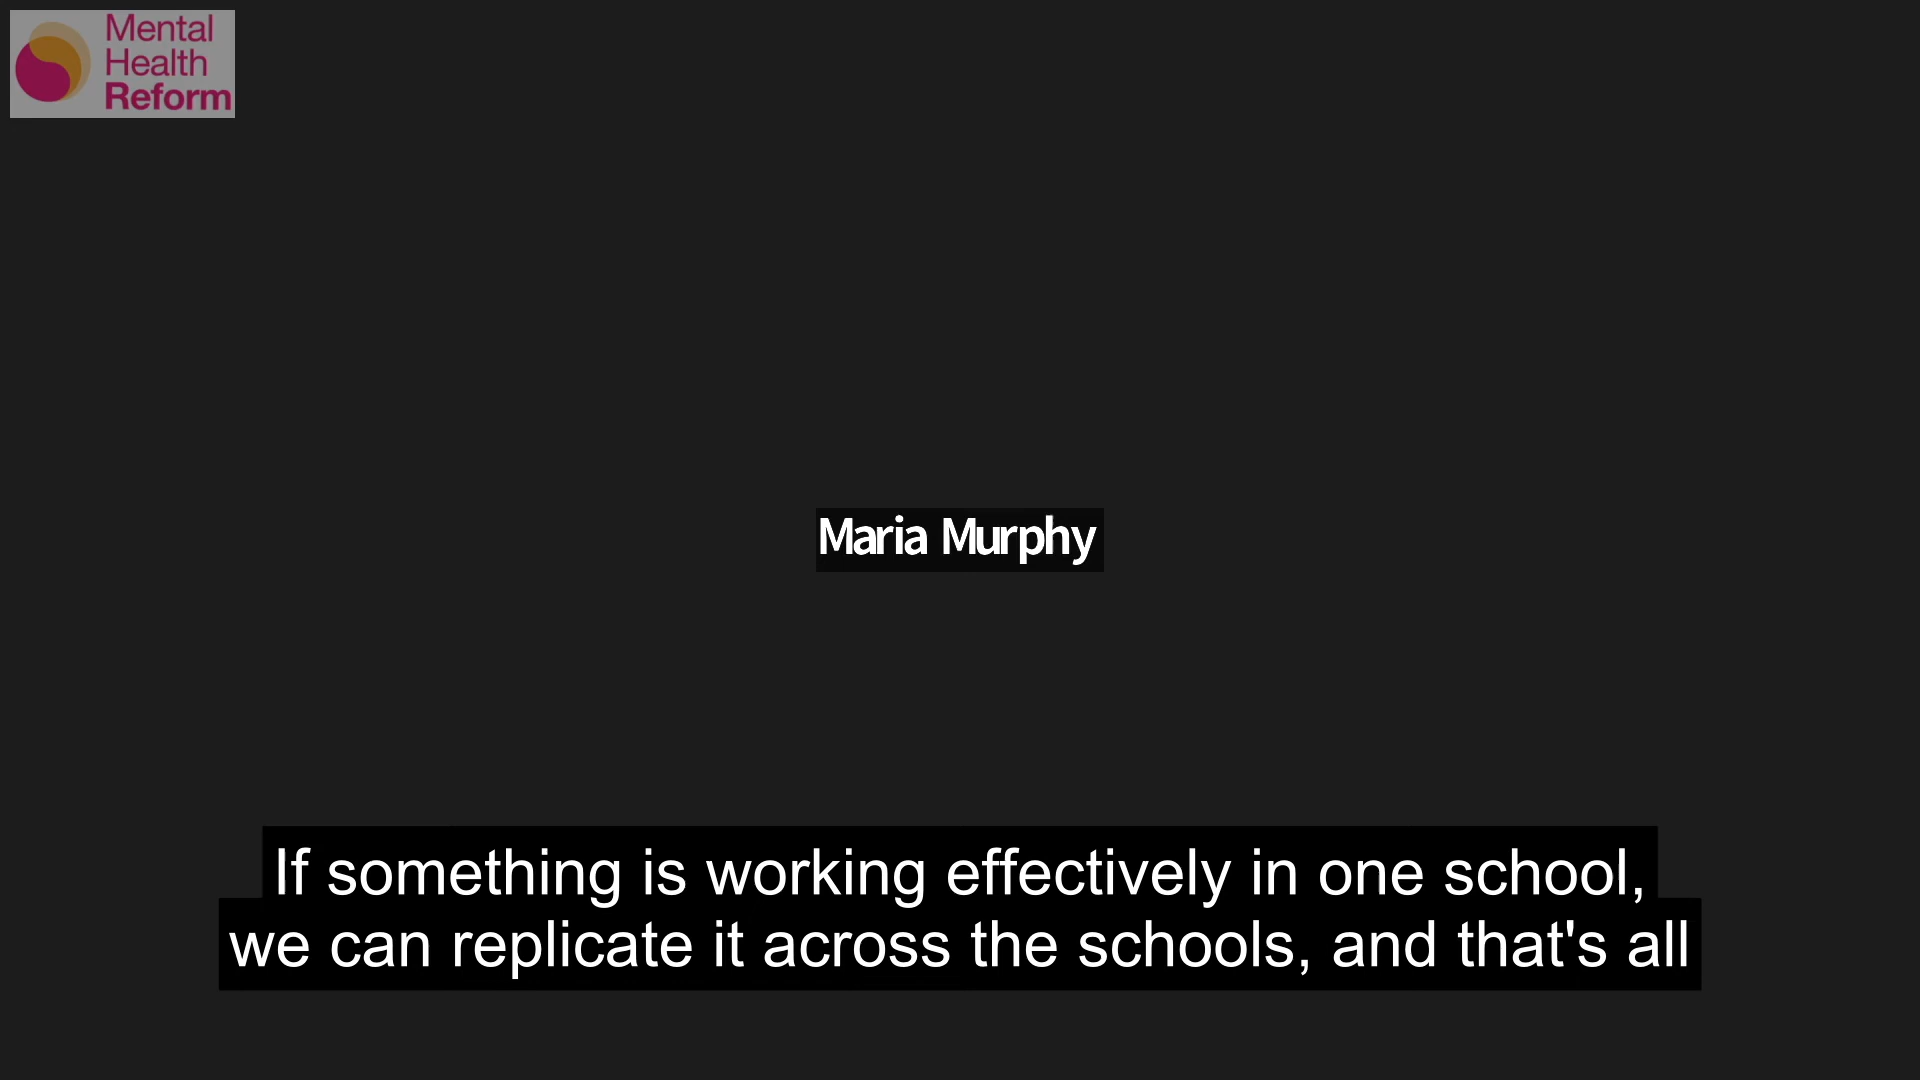 Mental
Health
Reform
Maria Murphy
If something is working effectively in one school,
we can replicate it across the schools, and that's all